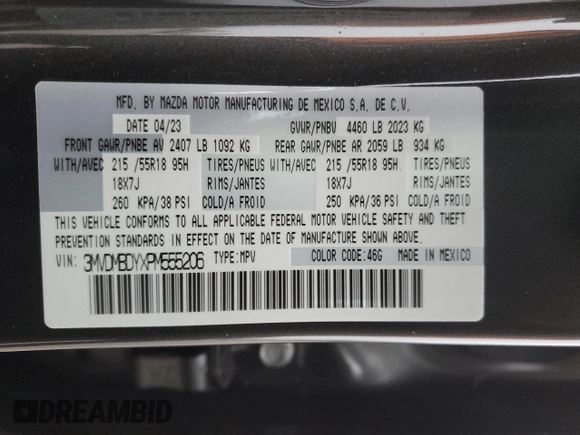 MFD. BY MAZDA MOTOR MANUFACTURING DE MEXICO S.A. DE C.V.
DATE 04/23 GVWR/PNBV 4460 LB 2023 KG
FRONT GAWR/PNBE AV 2407 LB 1092 KG REAR GAWR/PNBE AR 2059 LB 934 KG
WITH/AVEC 215 /55R18 95H TIRES/PNEUS WITH/AVEC 215 /55R18 95H TIRES/PNEUS
18X7J RIMS/JANTES 18X7J RIMS/JANTES
260 KPA/38 PSI COLD/A FROID 250 KPA/36 PSI COLD/A FROID
THIS VEHICLE CONFORMS TO ALL APPLICABLE FEDERAL MOTOR VEHICLE SAFETY AND THEFT
PREVENTION STANDARDS IN EFFECT ON THE DATE OF MANUFACTURE SHOWN ABOVE.
VIN: 3MVDMBDYXPM555206 TYPE:MPV COLOR CODE:46G MADE IN MEXICO
DREAMBID